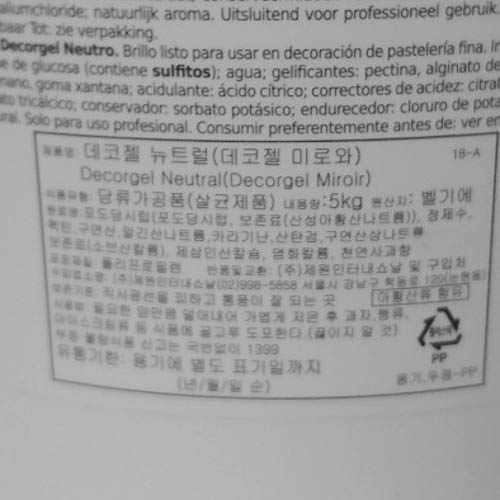 aliumchloride; natuurlijk aroma. Uitsluitend voor professioneel gebruik.
baar Tot: zie verpakking.
Decorgel Neutro. Brillo listo para usar en decoración de pastelería fina. In
e de glucosa (contiene sulfitos); agua; gelificantes: pectina, alginato de
nano, goma xantana; acidulante: ácido cítrico; correctores de acidez: citrat
ato tricálcico; conservador: sorbato potásico; endurecedor: cloruro de pota
ural. Solo para uso profesional. Consumir preferentemente antes de: ver en
제품명: 데코젤 뉴트럴(데코젤 미로와) 18-A
Decorgel Neutral(Decorgel Miroir)
식품유형: 당류가공품(살균제품) 내용량:5kg 원산지: 벨기에
원료명:포도당시럽(포도당시럽, 보존료(산성아황산나트륨)), 정제수,
펙틴,구연산,알긴산나트륨,카라기난,산탄검,구연산삼나트륨
보존료(소브산칼륨), 제삼인산칼슘, 염화칼륨, 천연사과향
포장재질: 폴리프로필렌 반품및교환: (주)제원인터내쇼날 및 구입처
수입업소명: (주)제원인터내쇼날(02)998-5858 서울시 강남구 학동로 120(논현동)
보존기준: 직사광선을 피하고 통풍이 잘 되는 곳 아황산류 함유
사용방법: 필요한 양만큼 덜어내어 가볍게 저은 후 과자,빵류,
아이스크림류 등 식품에 골고루 도포한다.(끓이지 말 것)
부정 불량식품 신고는 국번없이 1399
유통기한: 용기에 별도 표기일까지
(년/월/일 순)
PP
용기,뚜껑-PP